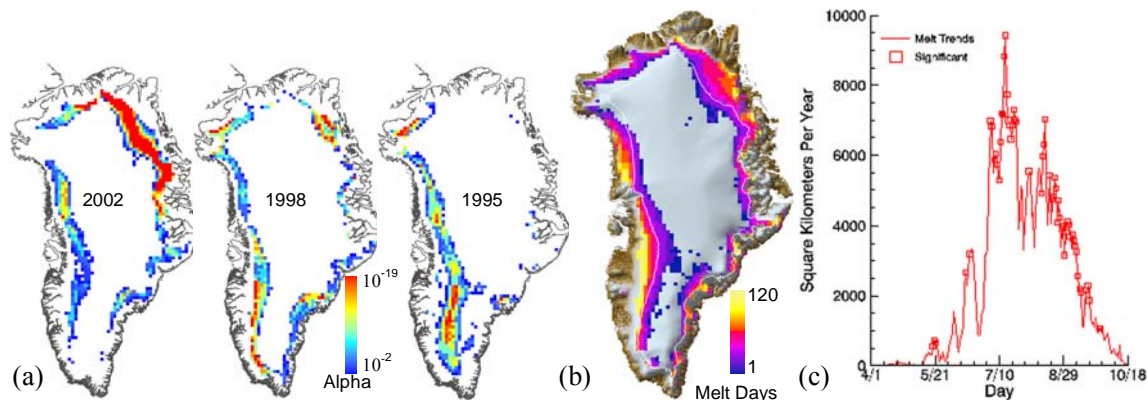 2002
1998
1995
10-19
10-2
Alpha
(a)
120
1
Melt Days
(b)
10000
8000
6000
4000
2000
0
Square Kilometers Per Year
Melt Trends
Significant
4/1
5/21
7/10
8/29
10/18
Day
(c)